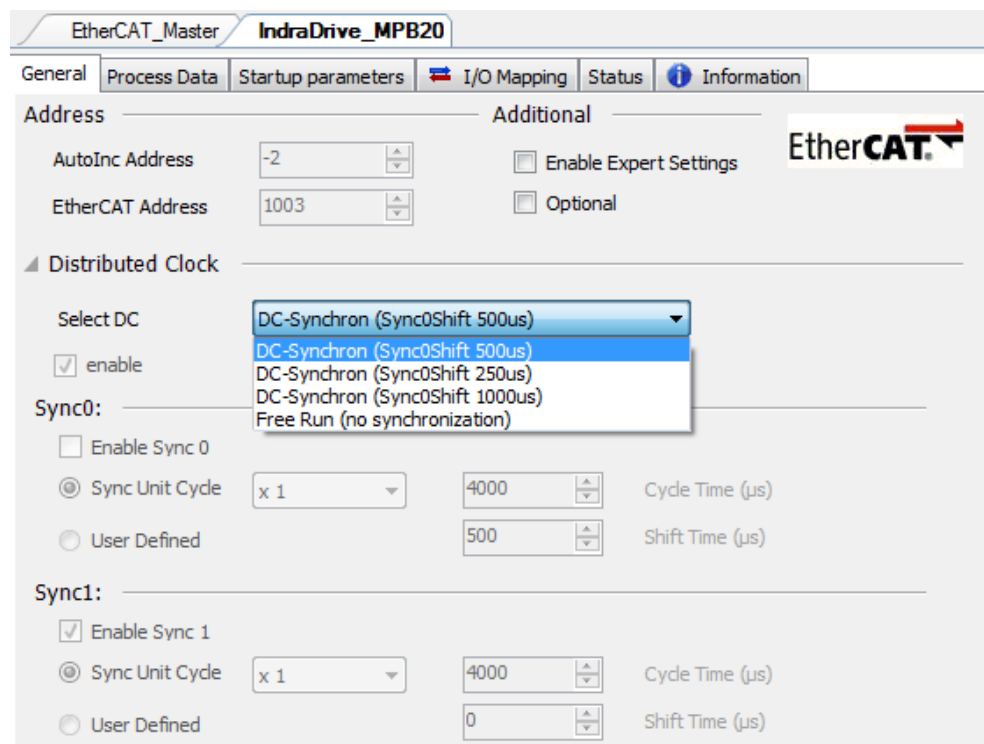 EtherCAT_Master IndraDrive_MPB20
General Process Data Startup parameters I/O Mapping Status Information
Address Additional
EtherCAT.
AutoInc Address -2 Enable Expert Settings
EtherCAT Address 1003 Optional
Distributed Clock
Select DC DC-Synchron (Sync0Shift 500us)
DC-Synchron (Sync0Shift 500us)
enable
DC-Synchron (Sync0Shift 250us)
DC-Synchron (Sync0Shift 1000us)
Free Run (no synchronization)
Sync0:
Enable Sync 0
Sync Unit Cycle x 1 4000 Cycle Time (µs)
User Defined 500 Shift Time (µs)
Sync1:
Enable Sync 1
Sync Unit Cycle x 1 4000 Cycle Time (µs)
User Defined 0 Shift Time (µs)